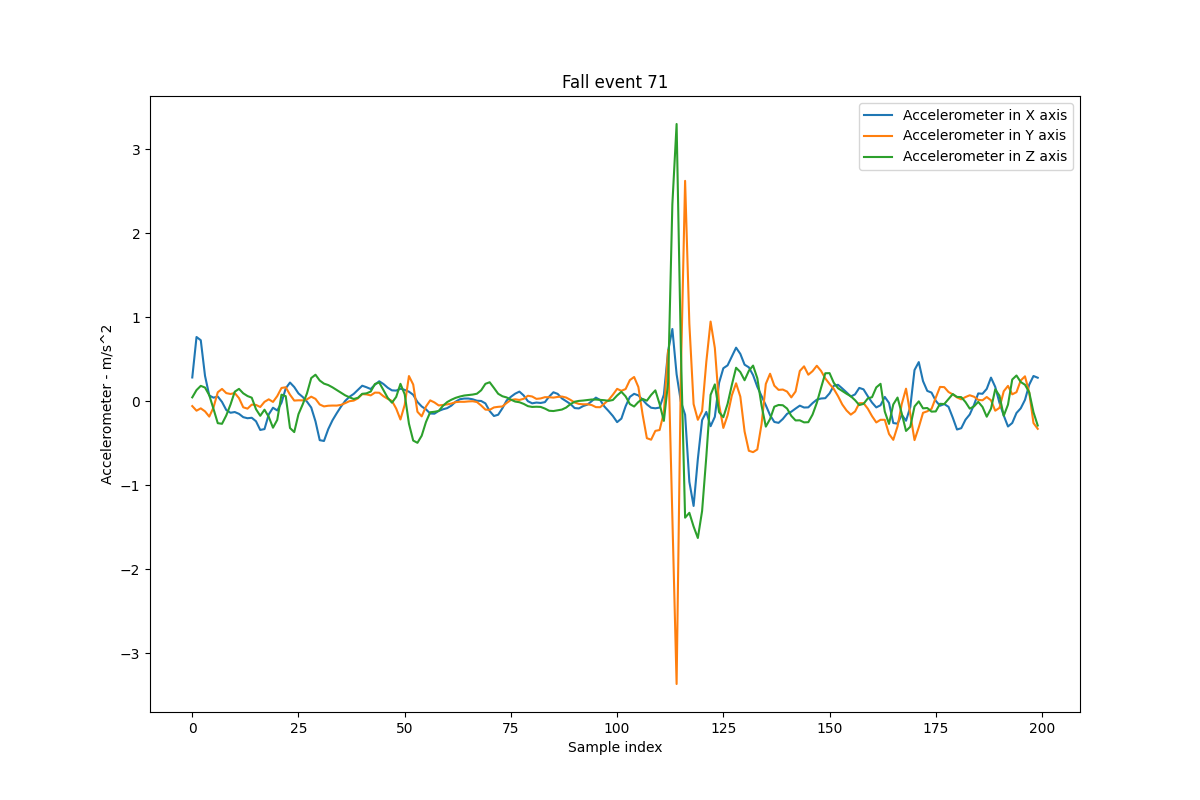 Fall event 71
Accelerometer in X axis
Accelerometer in Y axis
Accelerometer in Z axis
Accelerometer - m/s^2
3
2
1
0
−1
−2
−3
0 25 50 75 100 125 150 175 200
Sample index